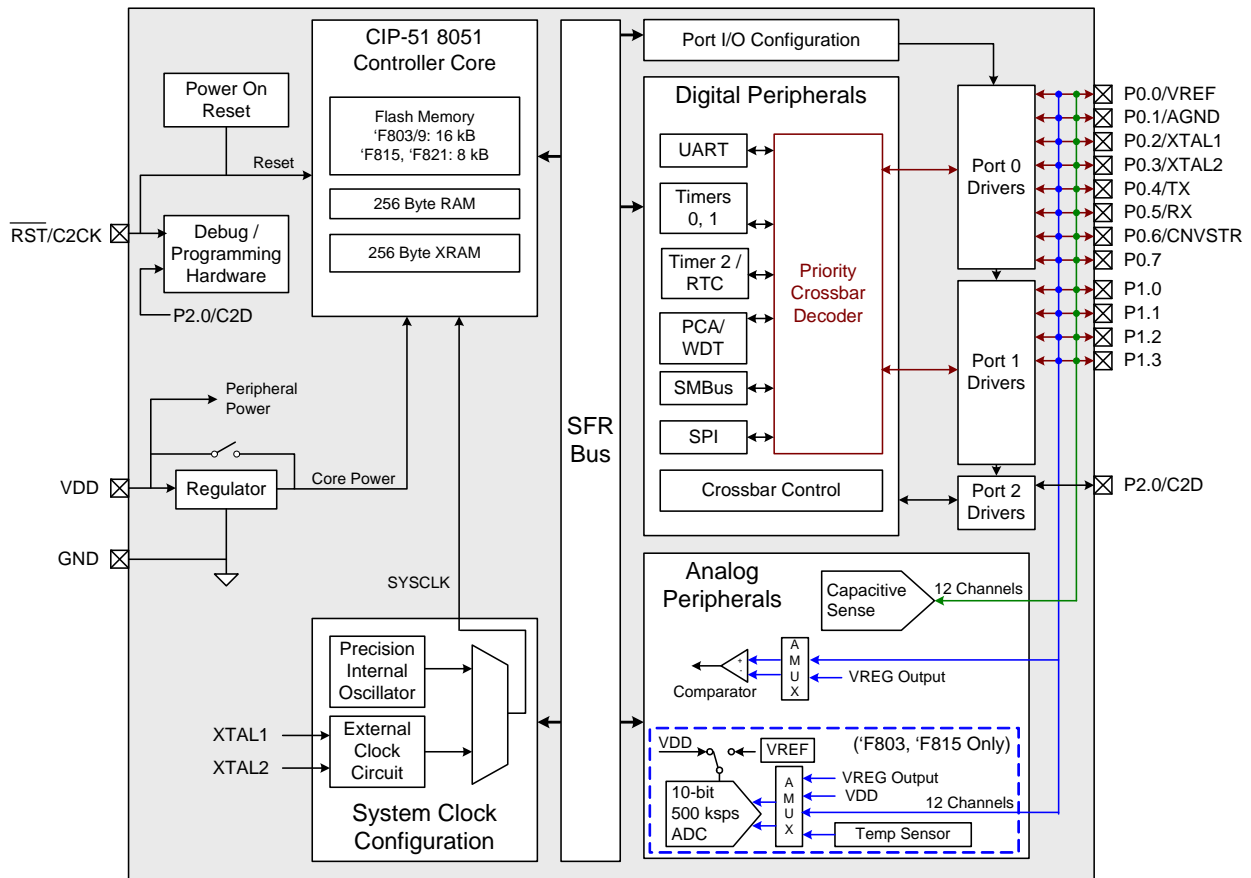 CIP-51 8051
Controller Core
Flash Memory
‘F803/9: 16 kB
‘F815, ‘F821: 8 kB
256 Byte RAM
256 Byte XRAM
Power On
Reset
Reset
RST/C2CK
Debug /
Programming
Hardware
P2.0/C2D
Peripheral
Power
VDD
Regulator
Core Power
GND
SYSCLK
Precision
Internal
Oscillator
XTAL1
XTAL2
External
Clock
Circuit
System Clock
Configuration
SFR
Bus
Port I/O Configuration
Digital Peripherals
UART
Timers
0, 1
Timer 2 /
RTC
PCA/
WDT
SMBus
SPI
Priority
Crossbar
Decoder
Crossbar Control
Port 0
Drivers
Port 1
Drivers
Port 2
Drivers
P0.0/VREF
P0.1/AGND
P0.2/XTAL1
P0.3/XTAL2
P0.4/TX
P0.5/RX
P0.6/CNVSTR
P0.7
P1.0
P1.1
P1.2
P1.3
P2.0/C2D
Analog
Peripherals
Capacitive
Sense
12 Channels
A
M
U
X
+
-
Comparator
VREG Output
(‘F803, ‘F815 Only)
VDD
VREF
10-bit
500 ksps
ADC
A
M
U
X
VREG Output
VDD
12 Channels
Temp Sensor